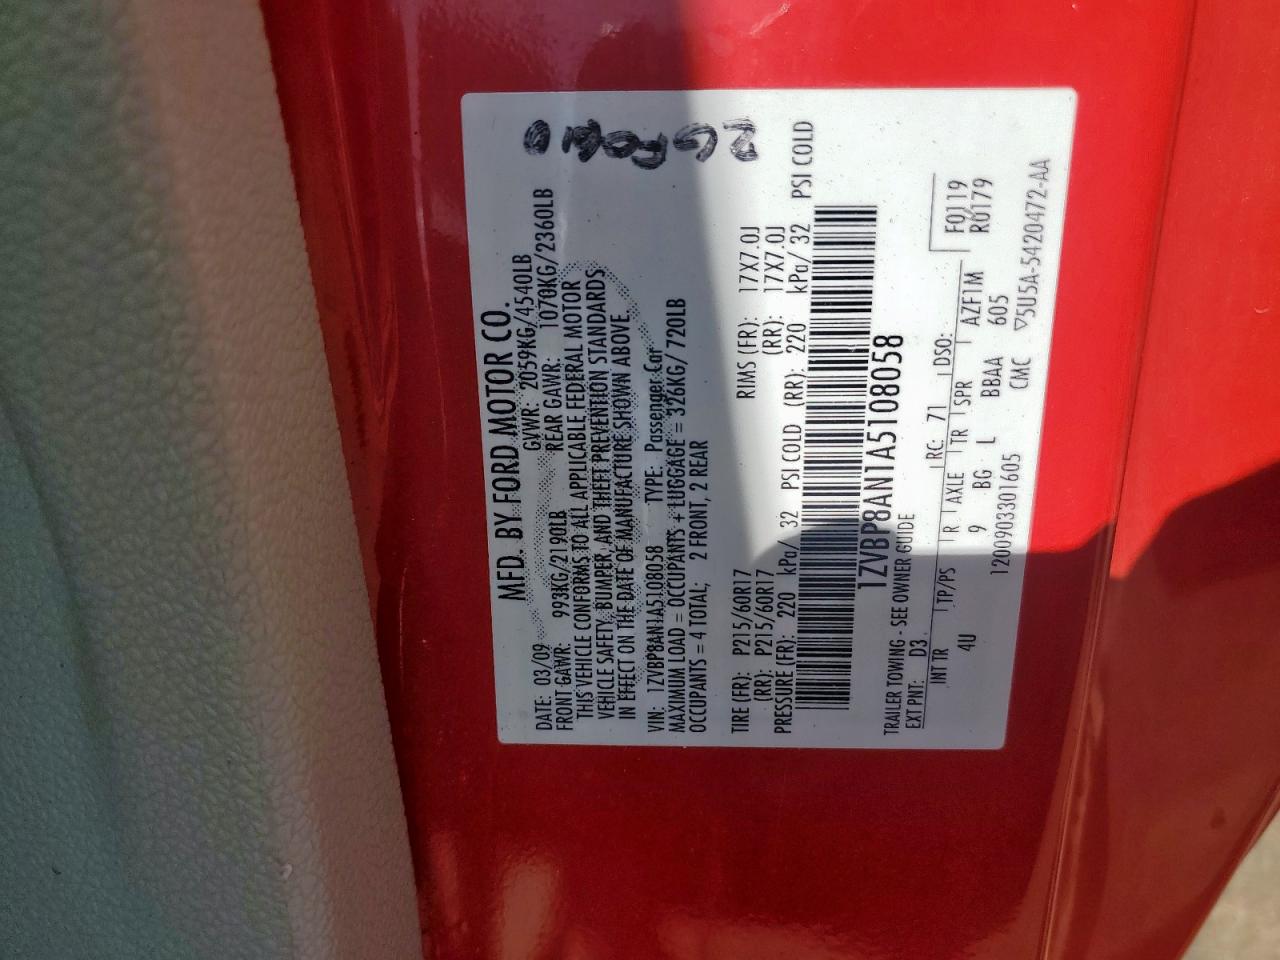 MFD. BY FORD MOTOR CO.
DATE: 03/09 GVWR: 2059KG/4540LB
FRONT GAWR: 993KG/2190LB REAR GAWR: 1070KG/2360LB
THIS VEHICLE CONFORMS TO ALL APPLICABLE FEDERAL MOTOR
VEHICLE SAFETY, BUMPER, AND THEFT PREVENTION STANDARDS
IN EFFECT ON THE DATE OF MANUFACTURE SHOWN ABOVE.
VIN: 1ZVBP8AN1A5108058 TYPE: Passenger Car
MAXIMUM LOAD = OCCUPANTS + LUGGAGE = 326KG/720LB
OCCUPANTS = 4 TOTAL; 2 FRONT, 2 REAR
TIRE (FR): P215/60R17 RIMS (FR): 17X7.0J
(RR): P215/60R17 (RR): 17X7.0J
PRESSURE (FR): 220 kPa/ 32 PSI COLD (RR): 220 kPa/ 32 PSI COLD
1ZVBP8AN1A5108058
TRAILER TOWING - SEE OWNER GUIDE
EXT PNT: D3 RC: 71 DSO: F0119
R0179
INT TR TP/PS R AXLE TR SPR AZF1M
4U 9 BG L BBAA 605
1200903301605 CMC ▽5U5A-5420472-AA